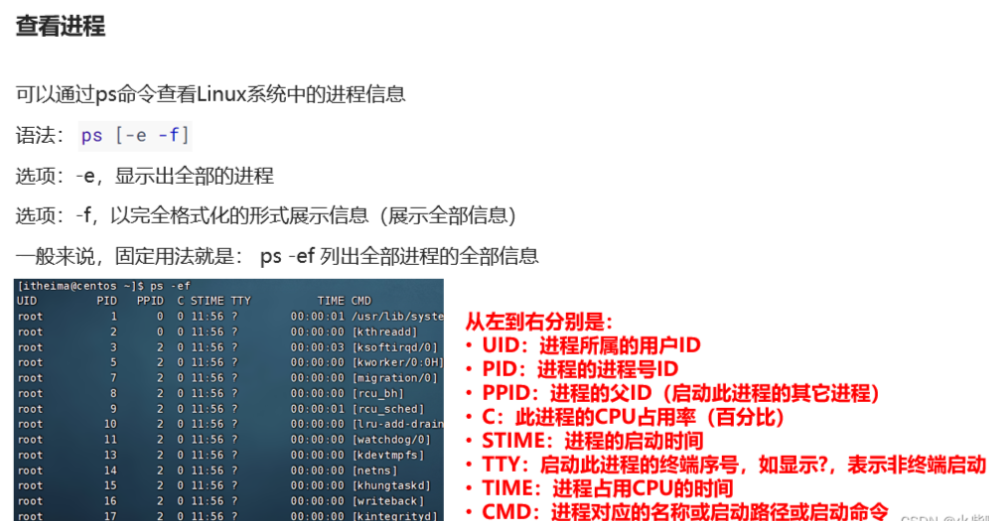 查看进程
可以通过ps命令查看Linux系统中的进程信息
语法： ps [-e -f]
选项：-e，显示出全部的进程
选项：-f，以完全格式化的形式展示信息（展示全部信息）
一般来说，固定用法就是： ps -ef 列出全部进程的全部信息
[itheima@centos ~]$ ps -ef
UID PID PPID C STIME TTY TIME CMD
root 1 0 0 11:56 ? 00:00:01 /usr/lib/syste
root 2 0 0 11:56 ? 00:00:00 [kthreadd]
root 3 2 0 11:56 ? 00:00:03 [ksoftirqd/0]
root 5 2 0 11:56 ? 00:00:00 [kworker/0:0H]
root 7 2 0 11:56 ? 00:00:00 [migration/0]
root 8 2 0 11:56 ? 00:00:00 [rcu_bh]
root 9 2 0 11:56 ? 00:00:01 [rcu_sched]
root 10 2 0 11:56 ? 00:00:00 [lru-add-drain
root 11 2 0 11:56 ? 00:00:00 [watchdog/0]
root 13 2 0 11:56 ? 00:00:00 [kdevtmpfs]
root 14 2 0 11:56 ? 00:00:00 [netns]
root 15 2 0 11:56 ? 00:00:00 [khungtaskd]
root 16 2 0 11:56 ? 00:00:00 [writeback]
root 17 2 0 11:56 ? 00:00:00 [kintegrityd]
从左到右分别是：
• UID：进程所属的用户ID
• PID：进程的进程号ID
• PPID：进程的父ID（启动此进程的其它进程）
• C：此进程的CPU占用率（百分比）
• STIME：进程的启动时间
• TTY：启动此进程的终端序号，如显示?，表示非终端启动
• TIME：进程占用CPU的时间
• CMD：进程对应的名称或启动路径或启动命令